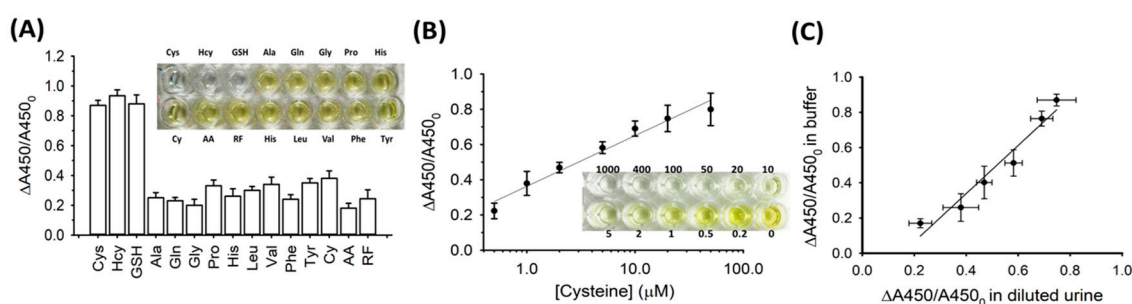 (A)
ΔA450/A450₀
1.2
1.0
0.8
0.6
0.4
0.2
0.0
Cys Hcy GSH Ala Gln Gly Pro His
Cy AA RF His Leu Val Phe Tyr
Cys Hcy GSH Ala Gln Gly Pro His Leu Val Phe Tyr Cy AA RF
(B)
ΔA450/A450₀
1.0
0.8
0.6
0.4
0.2
0.0
1000 400 100 50 20 10
5 2 1 0.5 0.2 0
1.0 10.0 100.0
[Cysteine] (μM)
(C)
ΔA450/A450₀ in buffer
1.0
0.8
0.6
0.4
0.2
0.0
0.0 0.2 0.4 0.6 0.8 1.0
ΔA450/A450₀ in diluted urine